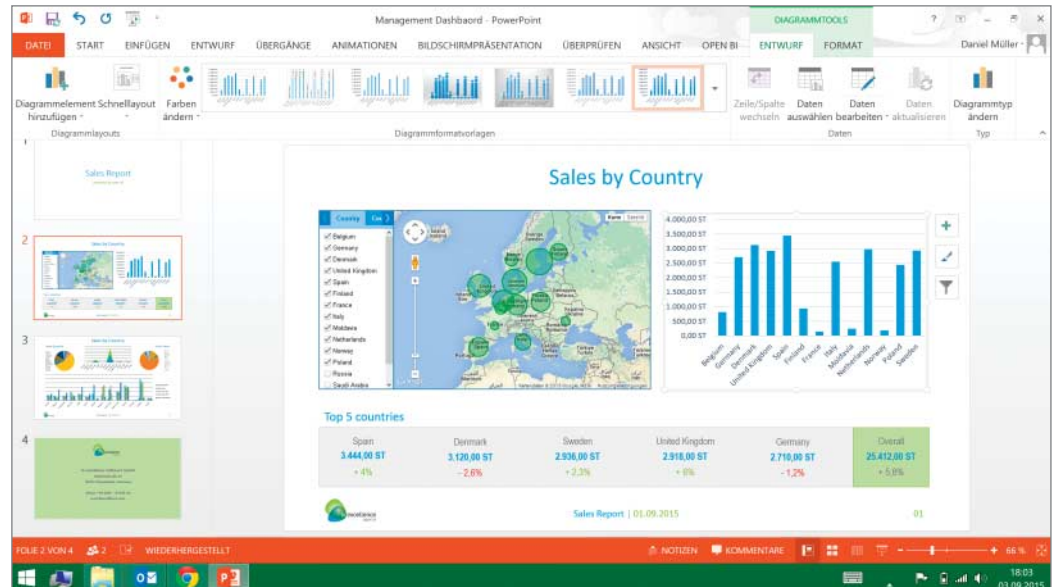 Management Dashbaord - PowerPoint
DIAGRAMMTOOLS
?
DATEI START EINFÜGEN ENTWURF ÜBERGÄNGE ANIMATIONEN BILDSCHIRMPRÄSENTATION ÜBERPRÜFEN ANSICHT OPEN BI ENTWURF FORMAT Daniel Müller
Diagrammelement hinzufügen
Schnelllayout
Farben ändern
Zeile/Spalte wechseln
Daten auswählen
Daten bearbeiten
Daten aktualisieren
Diagrammtyp ändern
Diagrammlayouts
Diagrammformatvorlagen
Daten
Typ
Sales Report
2
3
4
Sales by Country
Country
Belgium
Germany
Denmark
United Kingdom
Spain
Finland
France
Italy
Moldavia
Netherlands
Norway
Poland
Russia
Saudi Arabia
4.000,00 ST
3.500,00 ST
3.000,00 ST
2.500,00 ST
2.000,00 ST
1.500,00 ST
1.000,00 ST
500,00 ST
0,00 ST
Belgium
Germany
Denmark
United Kingdom
Spain
Finland
France
Italy
Moldavia
Netherlands
Norway
Poland
Sweden
Top 5 countries
Spain Denmark Sweden United Kingdom Germany Overall
3.444,00 ST 3.120,00 ST 2.936,00 ST 2.918,00 ST 2.710,00 ST 25.412,00 ST
+ 4% - 2,6% + 2,3% + 6% - 1,2% + 5,6%
Sales Report | 01.09.2015
01
FOLIE 2 VON 4 2 WIEDERHERGESTELLT NOTIZEN KOMMENTARE 66 %
18:03
03.09.2015